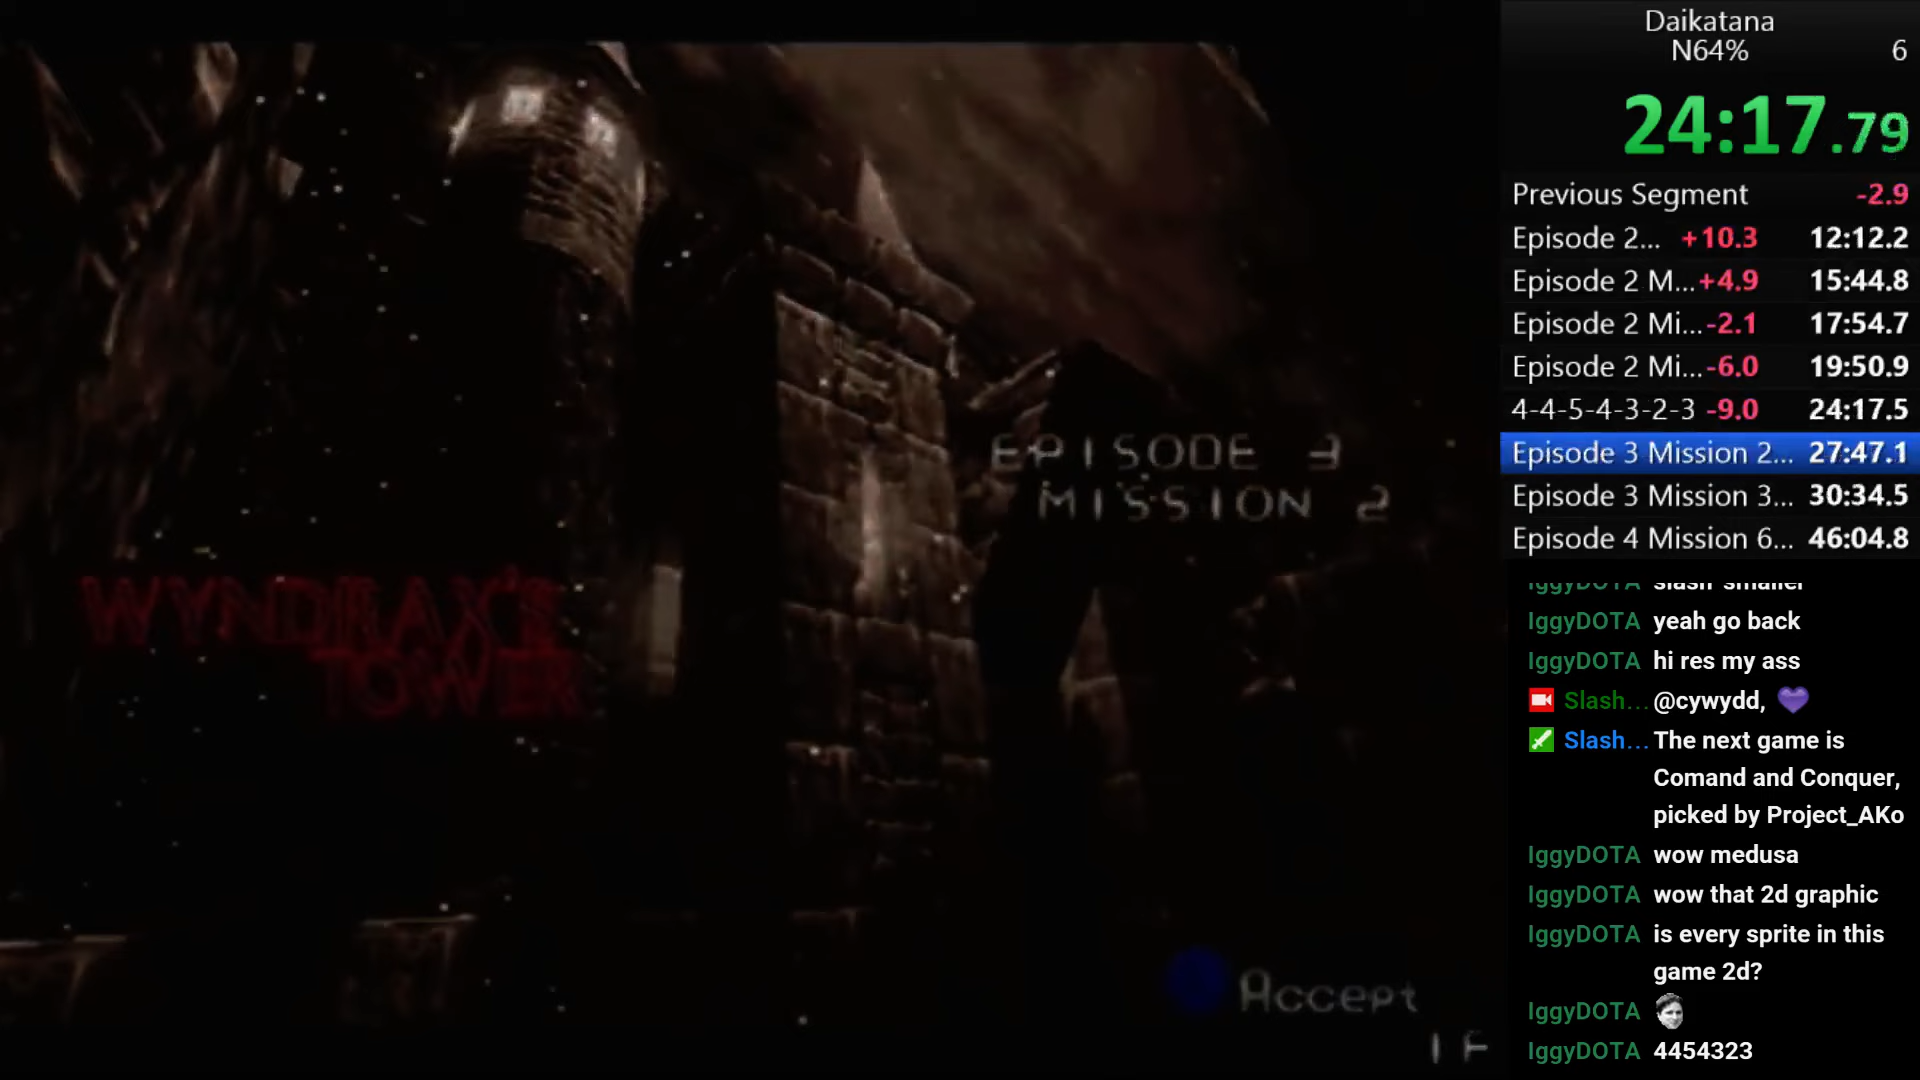 EPISODE 3
MISSION 2
WYNDRAX'S
TOWER
Accept
Daikatana
N64% 6
24:17.79
Previous Segment -2.9
Episode 2... +10.3 12:12.2
Episode 2 M... +4.9 15:44.8
Episode 2 Mi... -2.1 17:54.7
Episode 2 Mi... -6.0 19:50.9
4-4-5-4-3-2-3 -9.0 24:17.5
Episode 3 Mission 2... 27:47.1
Episode 3 Mission 3... 30:34.5
Episode 4 Mission 6... 46:04.8
IggyDOTA slash smaller
IggyDOTA yeah go back
IggyDOTA hi res my ass
Slash... @cywydd,
Slash... The next game is
Comand and Conquer,
picked by Project_AKo
IggyDOTA wow medusa
IggyDOTA wow that 2d graphic
IggyDOTA is every sprite in this
game 2d?
IggyDOTA
IggyDOTA 4454323